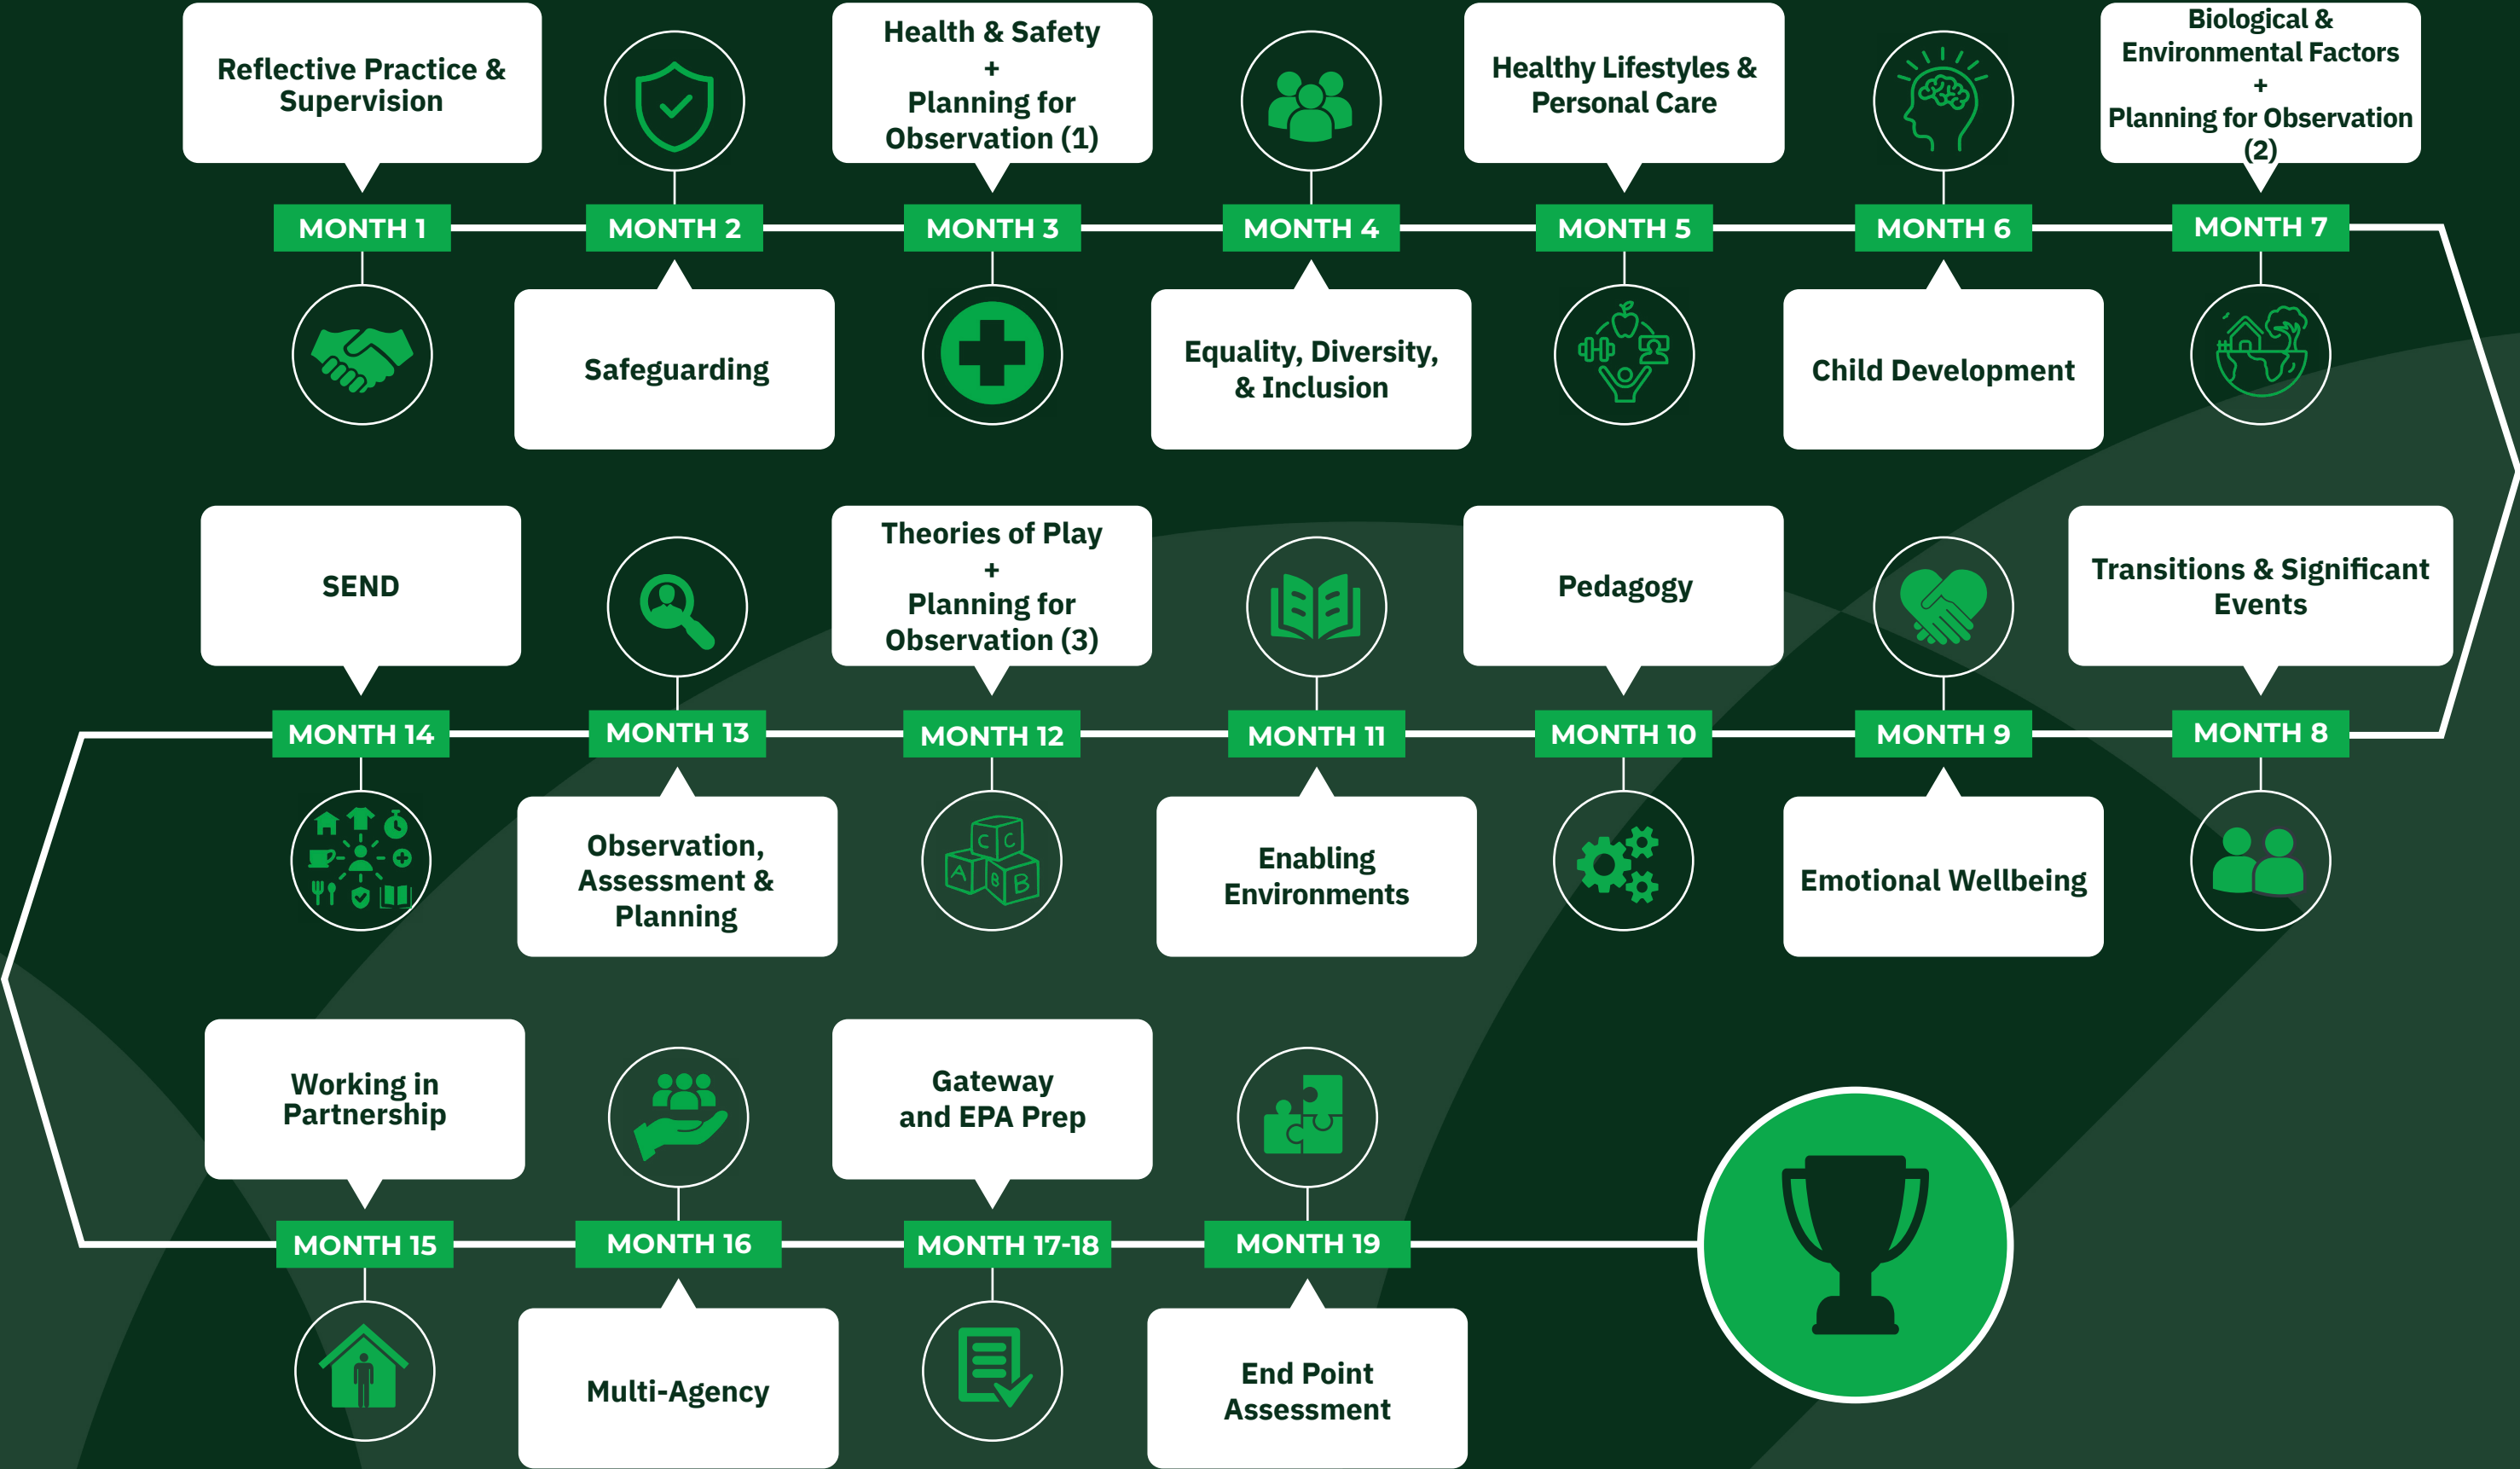 Reflective Practice &
Supervision
MONTH 1
MONTH 2
Safeguarding
Health & Safety
+
Planning for
Observation (1)
MONTH 3
MONTH 4
Equality, Diversity,
& Inclusion
Healthy Lifestyles &
Personal Care
MONTH 5
MONTH 6
Child Development
Biological &
Environmental Factors
+
Planning for Observation
(2)
MONTH 7
Transitions & Significant
Events
MONTH 8
MONTH 9
Emotional Wellbeing
Pedagogy
MONTH 10
MONTH 11
Enabling
Environments
Theories of Play
+
Planning for
Observation (3)
MONTH 12
C C
A B B
MONTH 13
Observation,
Assessment &
Planning
SEND
MONTH 14
Working in
Partnership
MONTH 15
MONTH 16
Multi-Agency
Gateway
and EPA Prep
MONTH 17-18
MONTH 19
End Point
Assessment